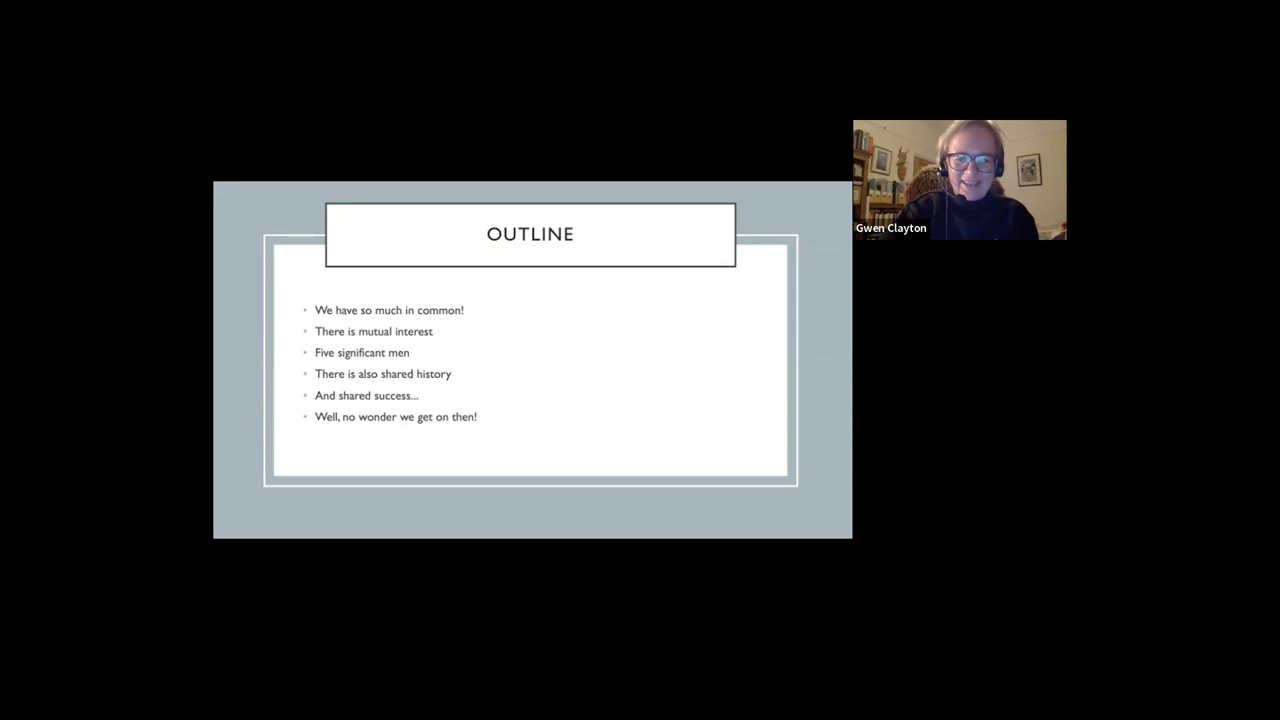 OUTLINE
We have so much in common!
There is mutual interest
Five significant men
There is also shared history
And shared success...
Well, no wonder we get on then!
Gwen Clayton